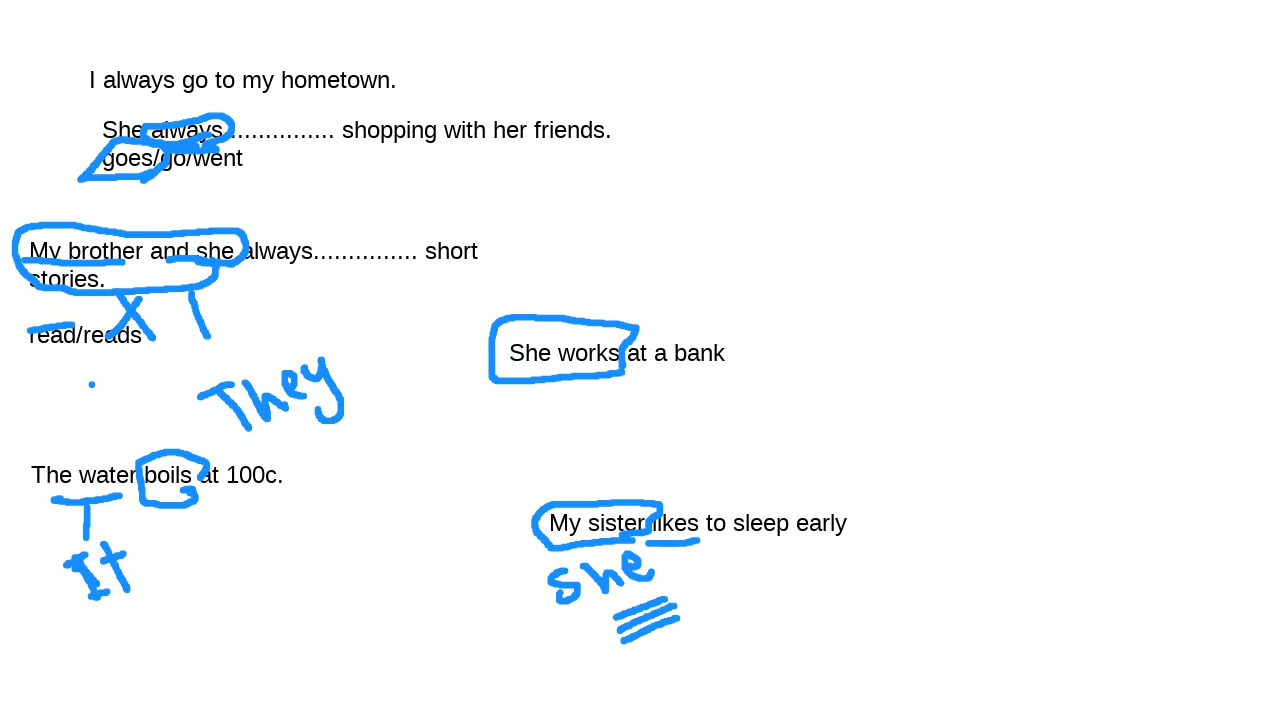 I always go to my hometown.
She always ............... shopping with her friends.
goes/go/went
My brother and she always............... short
stories.
read/reads
She works at a bank
They
The water boils at 100c.
My sister likes to sleep early
It
She